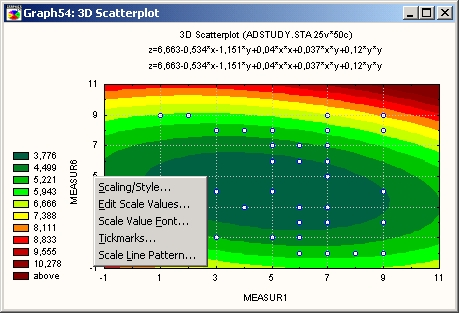 Graph54: 3D Scatterplot
3D Scatterplot (ADSTUDY.STA 25v*50c)
z=6,663-0,534*x-1,151*y+0,04*x*x+0,037*x*y+0,12*y*y
z=6,663-0,534*x-1,151*y+0,04*x*x+0,037*x*y+0,12*y*y
11
9
7
5
MEASUR6
3,776
4,499
5,221
5,943
6,666
7,388
8,111
8,833
9,555
10,278
above
Scaling/Style...
Edit Scale Values...
Scale Value Font...
Tickmarks...
Scale Line Pattern...
-1 1 3 5 7 9 11
MEASUR1